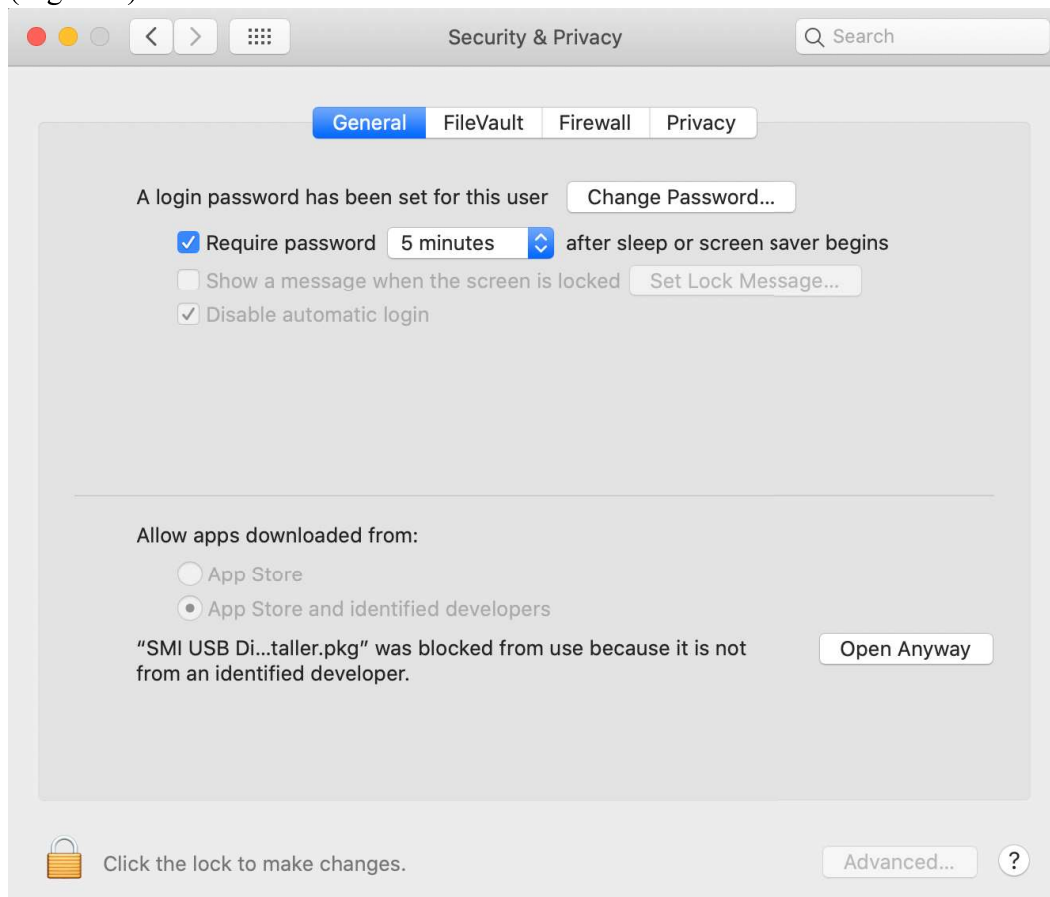 Security & Privacy
Search
General FileVault Firewall Privacy
A login password has been set for this user Change Password...
Require password 5 minutes after sleep or screen saver begins
Show a message when the screen is locked Set Lock Message...
Disable automatic login
Allow apps downloaded from:
App Store
App Store and identified developers
“SMI USB Di...taller.pkg” was blocked from use because it is not Open Anyway
from an identified developer.
Click the lock to make changes. Advanced... ?